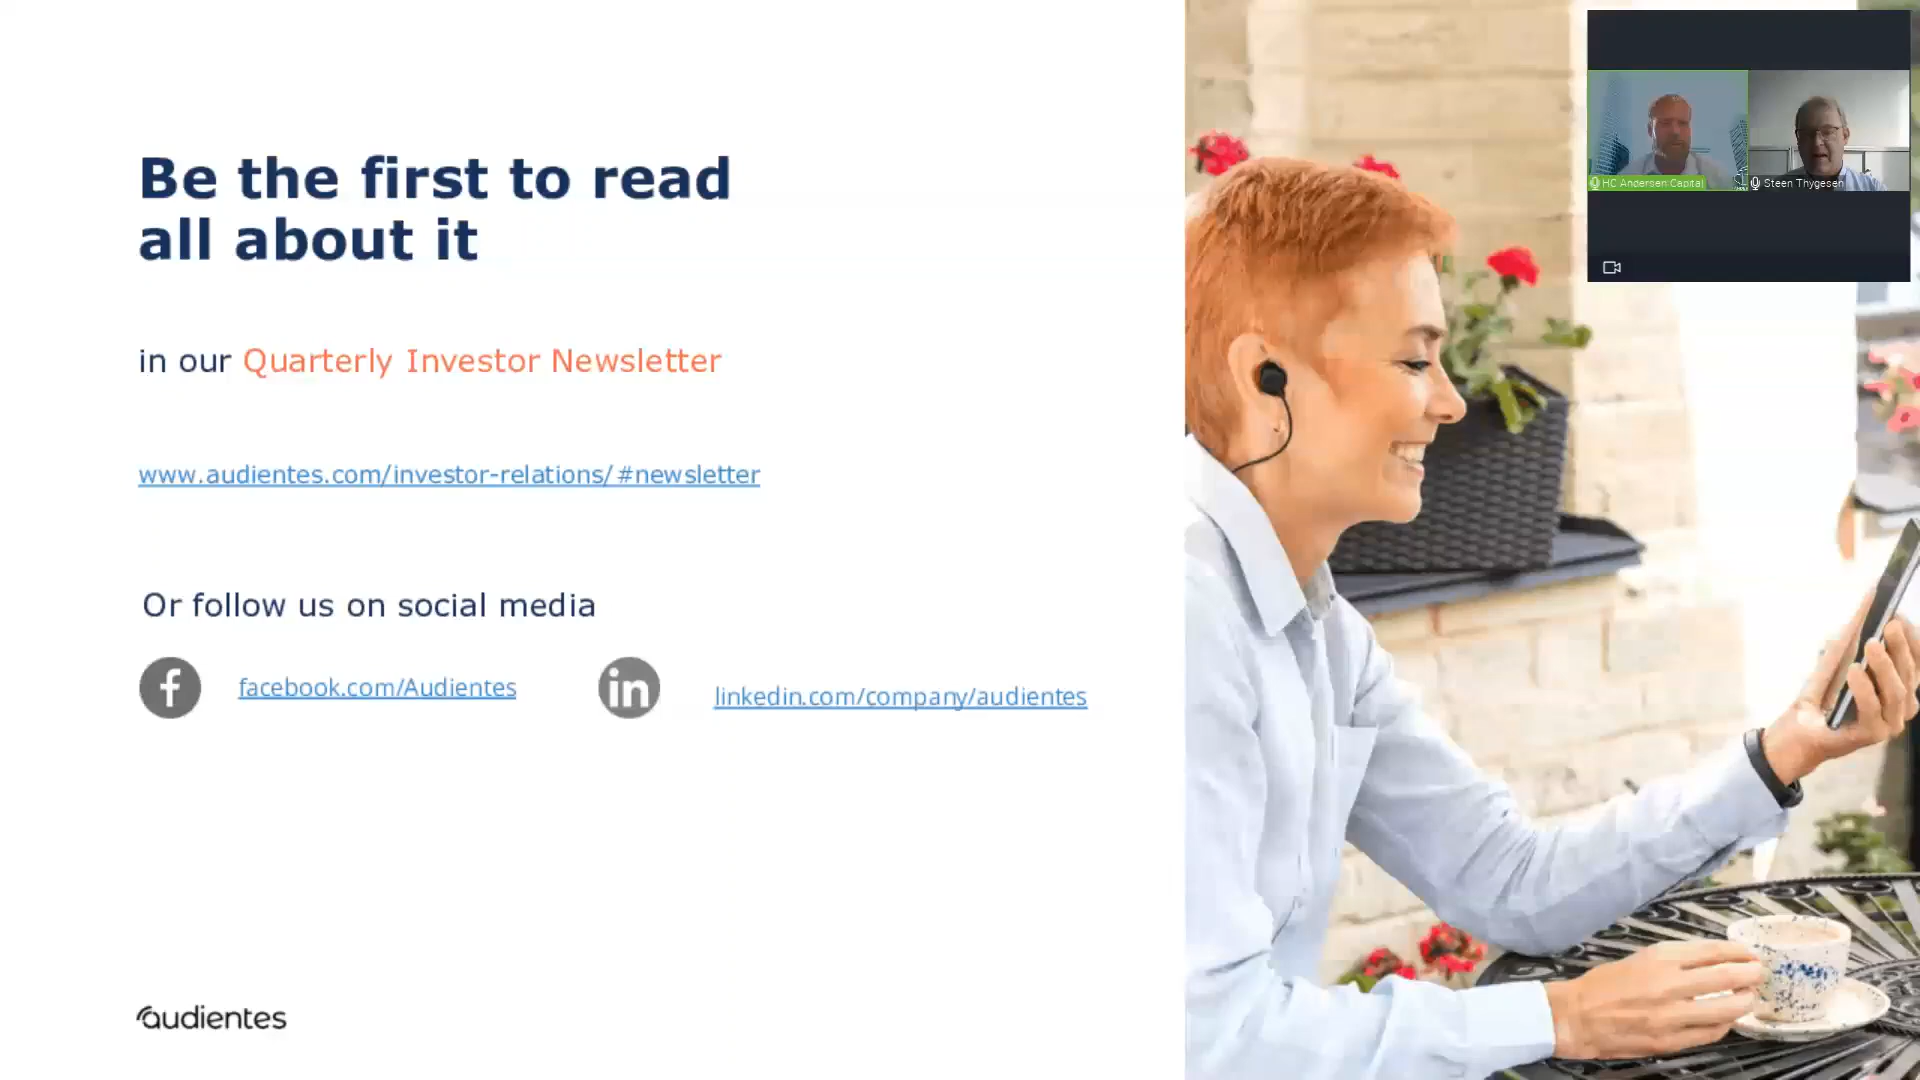 Be the first to read
all about it
in our Quarterly Investor Newsletter
www.audientes.com/investor-relations/#newsletter
Or follow us on social media
facebook.com/Audientes
linkedin.com/company/audientes
audientes
HC Andersen Capital
Steen Thygesen